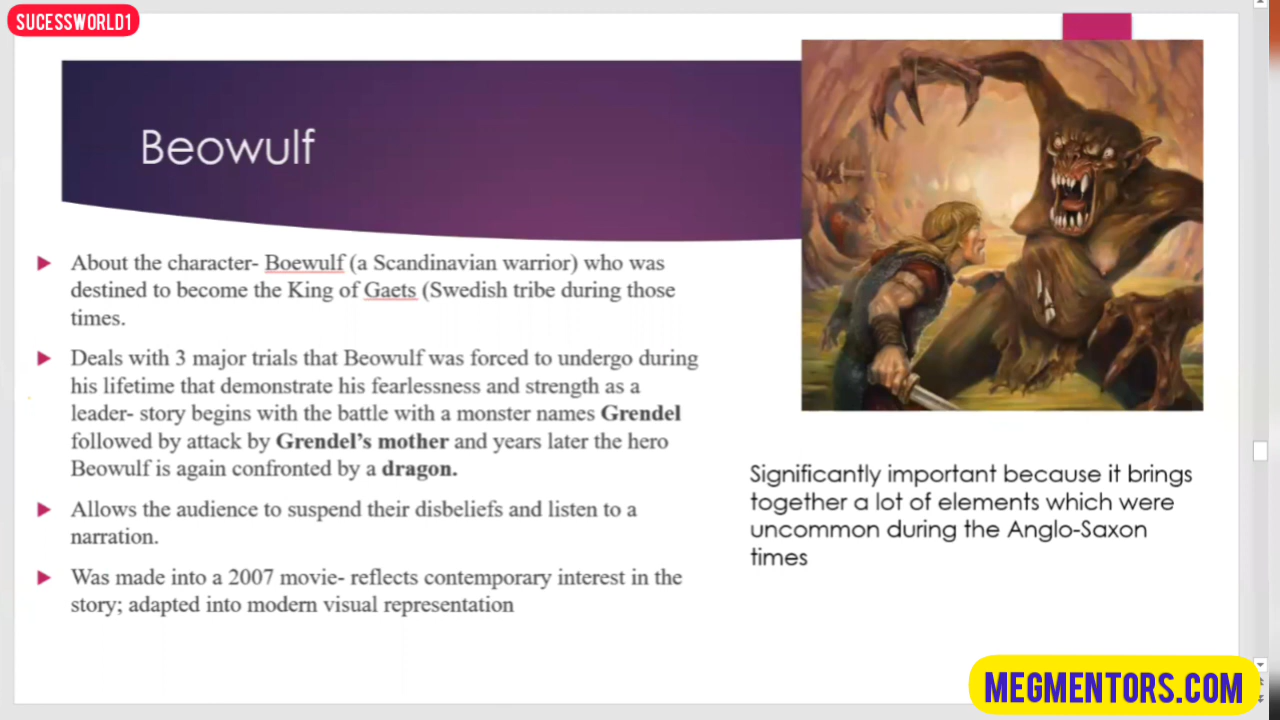 SUCESSWORLD1
Beowulf
About the character- Boewulf (a Scandinavian warrior) who was
destined to become the King of Gaets (Swedish tribe during those
times.
Deals with 3 major trials that Beowulf was forced to undergo during
his lifetime that demonstrate his fearlessness and strength as a
leader- story begins with the battle with a monster names Grendel
followed by attack by Grendel's mother and years later the hero
Beowulf is again confronted by a dragon.
Allows the audience to suspend their disbeliefs and listen to a
narration.
Was made into a 2007 movie- reflects contemporary interest in the
story; adapted into modern visual representation
Significantly important because it brings
together a lot of elements which were
uncommon during the Anglo-Saxon
times
MEGMENTORS.COM